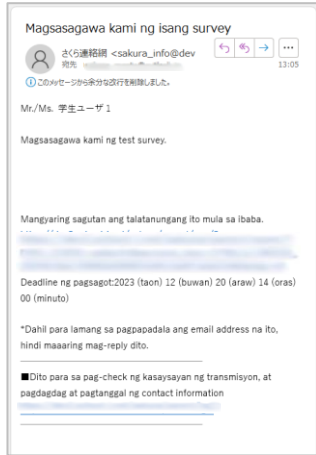 Magsasagawa kami ng isang survey
さくら連絡網 <sakura_info@dev
宛先
13:05
このメッセージから余分な改行を削除しました。
Mr./Ms. 学生ユーザ 1
Magsasagawa kami ng test survey.
Mangyaring sagutan ang talatanungang ito mula sa ibaba.
Deadline ng pagsagot:2023 (taon) 12 (buwan) 20 (araw) 14 (oras)
00 (minuto)
*Dahil para lamang sa pagpapadala ang email address na ito,
hindi maaaring mag-reply dito.
■Dito para sa pag-check ng kasaysayan ng transmisyon, at
pagdagdag at pagtanggal ng contact information